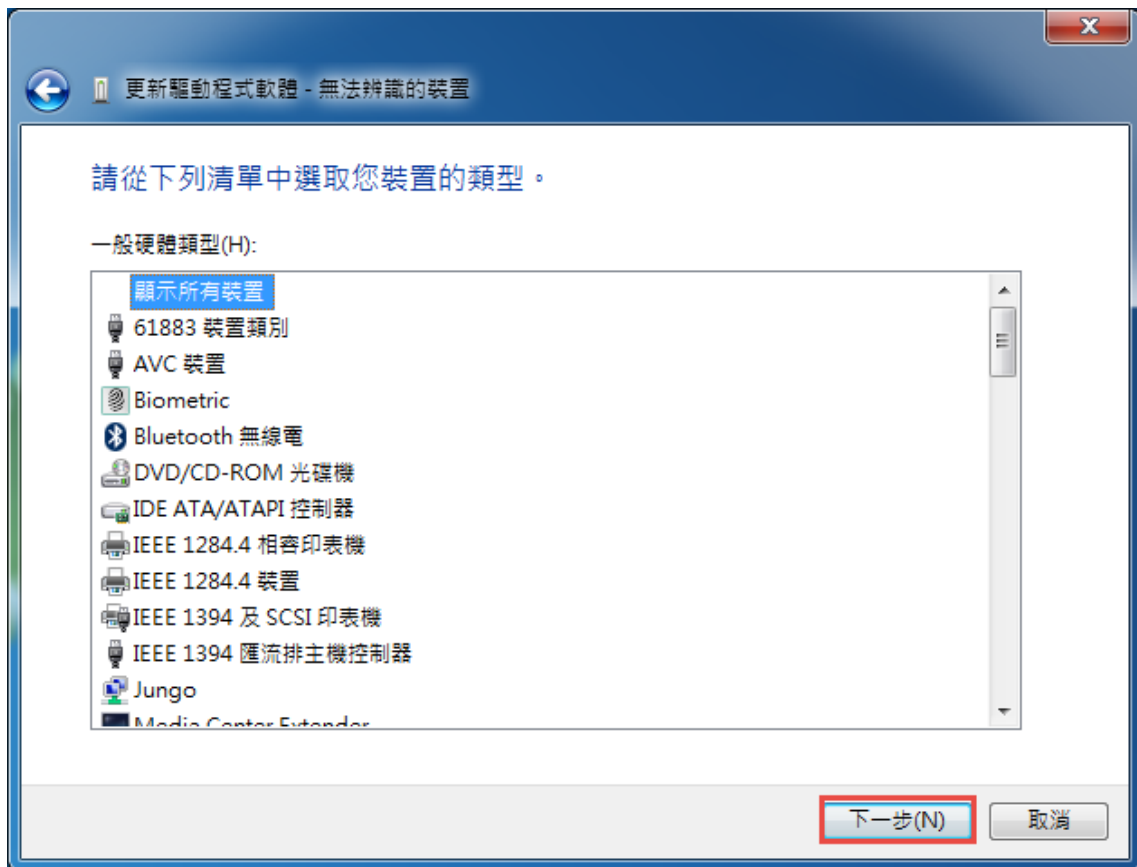 更新驅動程式軟體 - 無法辨識的裝置
請從下列清單中選取您裝置的類型。
一般硬體類型(H):
顯示所有裝置
61883 裝置類別
AVC 裝置
Biometric
Bluetooth 無線電
DVD/CD-ROM 光碟機
IDE ATA/ATAPI 控制器
IEEE 1284.4 相容印表機
IEEE 1284.4 裝置
IEEE 1394 及 SCSI 印表機
IEEE 1394 匯流排主機控制器
Jungo
Media Center Extender
下一步(N)
取消